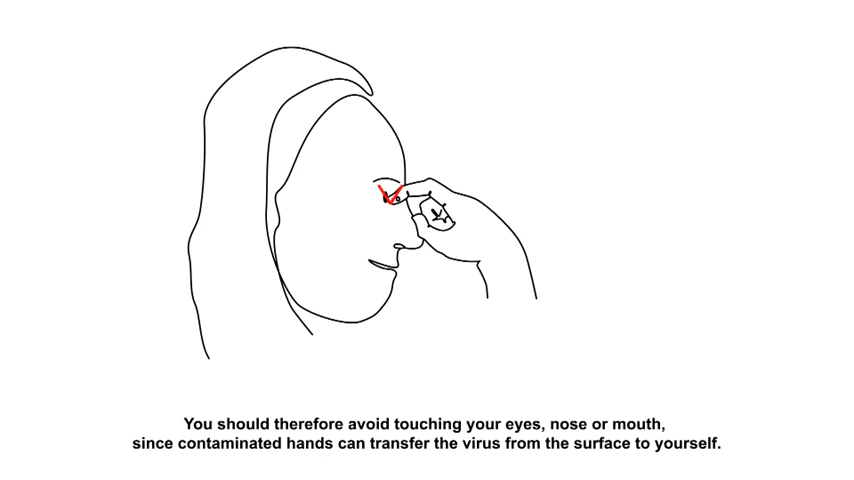 You should therefore avoid touching your eyes, nose or mouth,
since contaminated hands can transfer the virus from the surface to yourself.